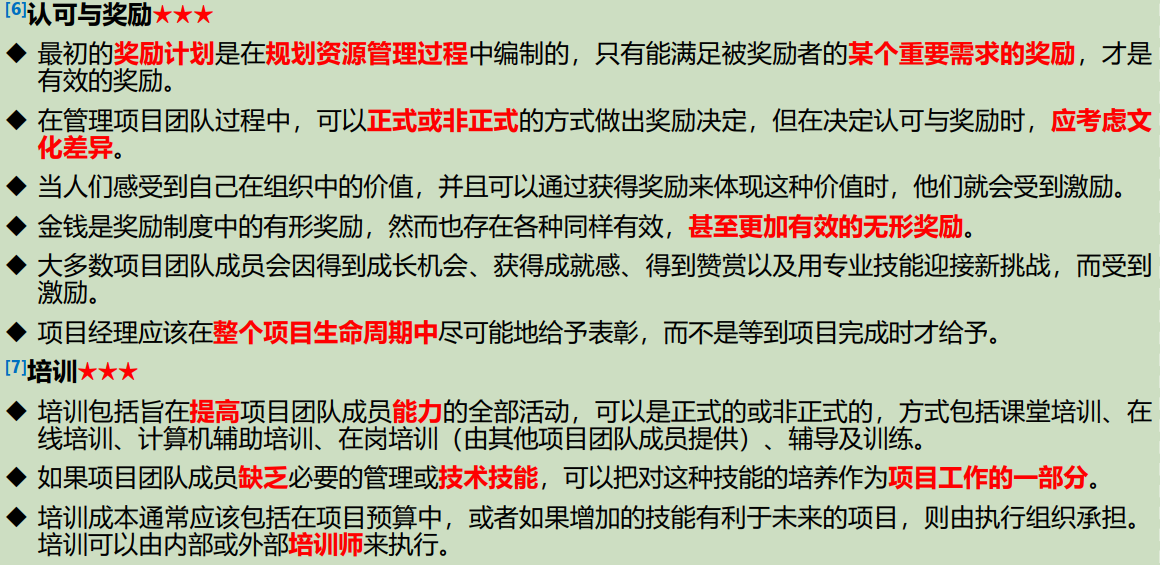 [6]认可与奖励★★★
◆ 最初的奖励计划是在规划资源管理过程中编制的，只有能满足被奖励者的某个重要需求的奖励，才是
有效的奖励。
◆ 在管理项目团队过程中，可以正式或非正式的方式做出奖励决定，但在决定认可与奖励时，应考虑文
化差异。
◆ 当人们感受到自己在组织中的价值，并且可以通过获得奖励来体现这种价值时，他们就会受到激励。
◆ 金钱是奖励制度中的有形奖励，然而也存在各种同样有效，甚至更加有效的无形奖励。
◆ 大多数项目团队成员会因得到成长机会、获得成就感、得到赞赏以及用专业技能迎接新挑战，而受到
激励。
◆ 项目经理应该在整个项目生命周期中尽可能地给予表彰，而不是等到项目完成时才给予。
[7]培训★★★
◆ 培训包括旨在提高项目团队成员能力的全部活动，可以是正式的或非正式的，方式包括课堂培训、在
线培训、计算机辅助培训、在岗培训（由其他项目团队成员提供）、辅导及训练。
◆ 如果项目团队成员缺乏必要的管理或技术技能，可以把对这种技能的培养作为项目工作的一部分。
◆ 培训成本通常应该包括在项目预算中，或者如果增加的技能有利于未来的项目，则由执行组织承担。
培训可以由内部或外部培训师来执行。